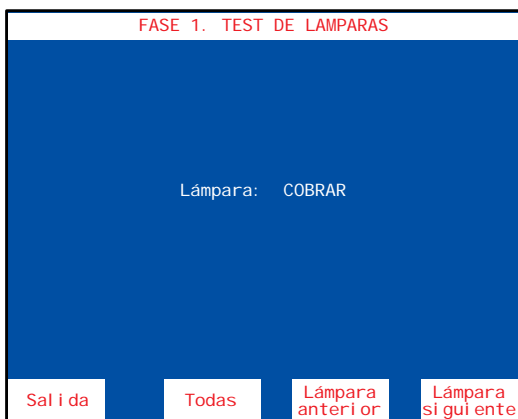 FASE 1. TEST DE LAMPARAS
Lámpara: COBRAR
Salida
Todas
Lámpara
anterior
Lámpara
siguiente